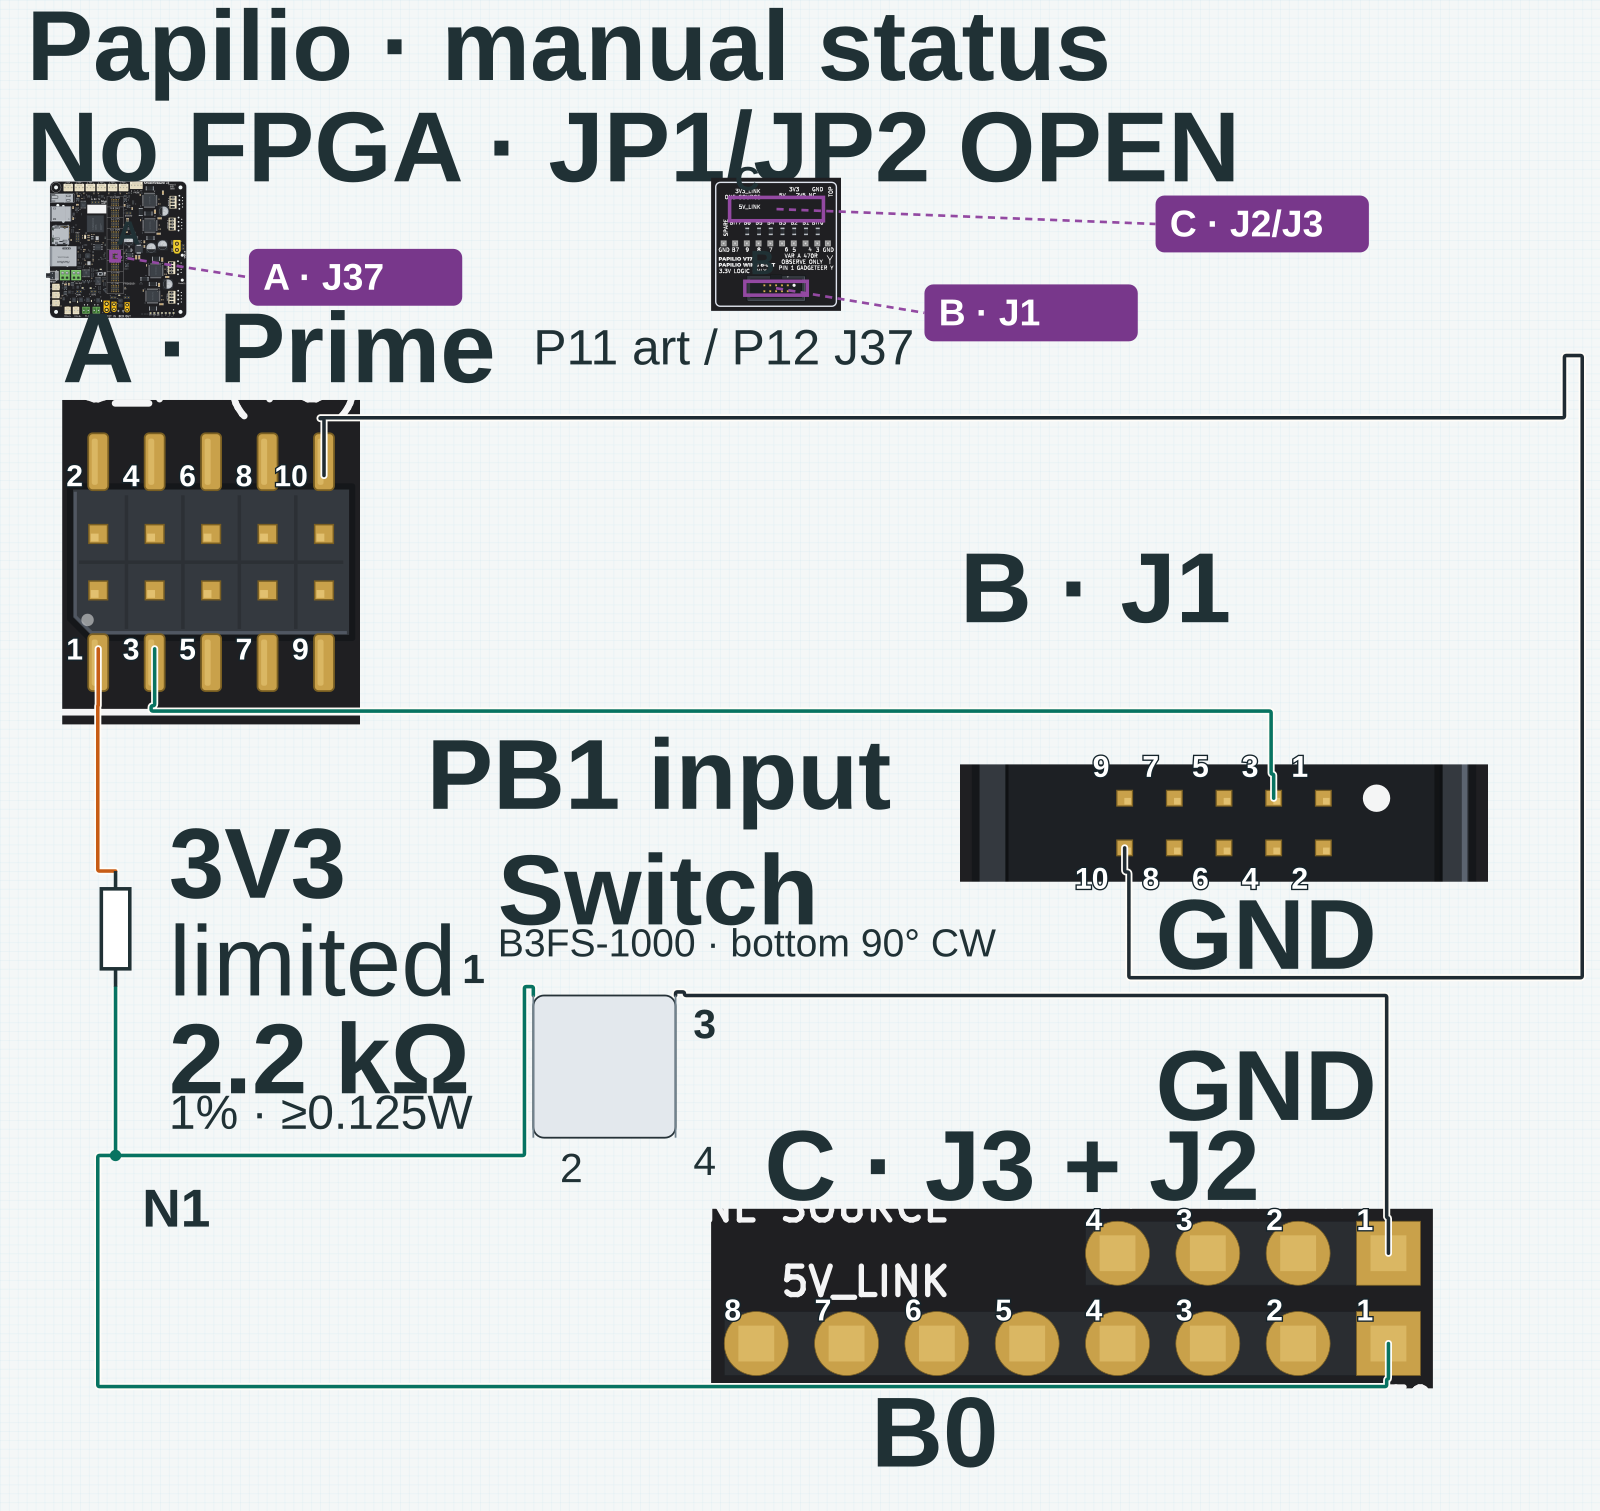 Papilio · manual status
No FPGA · JP1/JP2 OPEN
C · J2/J3
A · J37
B · J1
A · Prime
P11 art / P12 J37
2 4 6 8 10
1 3 5 7 9
B · J1
PB1 input
9 7 5 3 1
10 8 6 4 2
3V3
limited
Switch
B3FS-1000 · bottom 90° CW
GND
1
3
2.2 kΩ
1% · ≥0.125W
2
4
GND
C · J3 + J2
N1
SOURCE
4 3 2 1
5V_LINK
8 7 6 5 4 3 2 1
B0